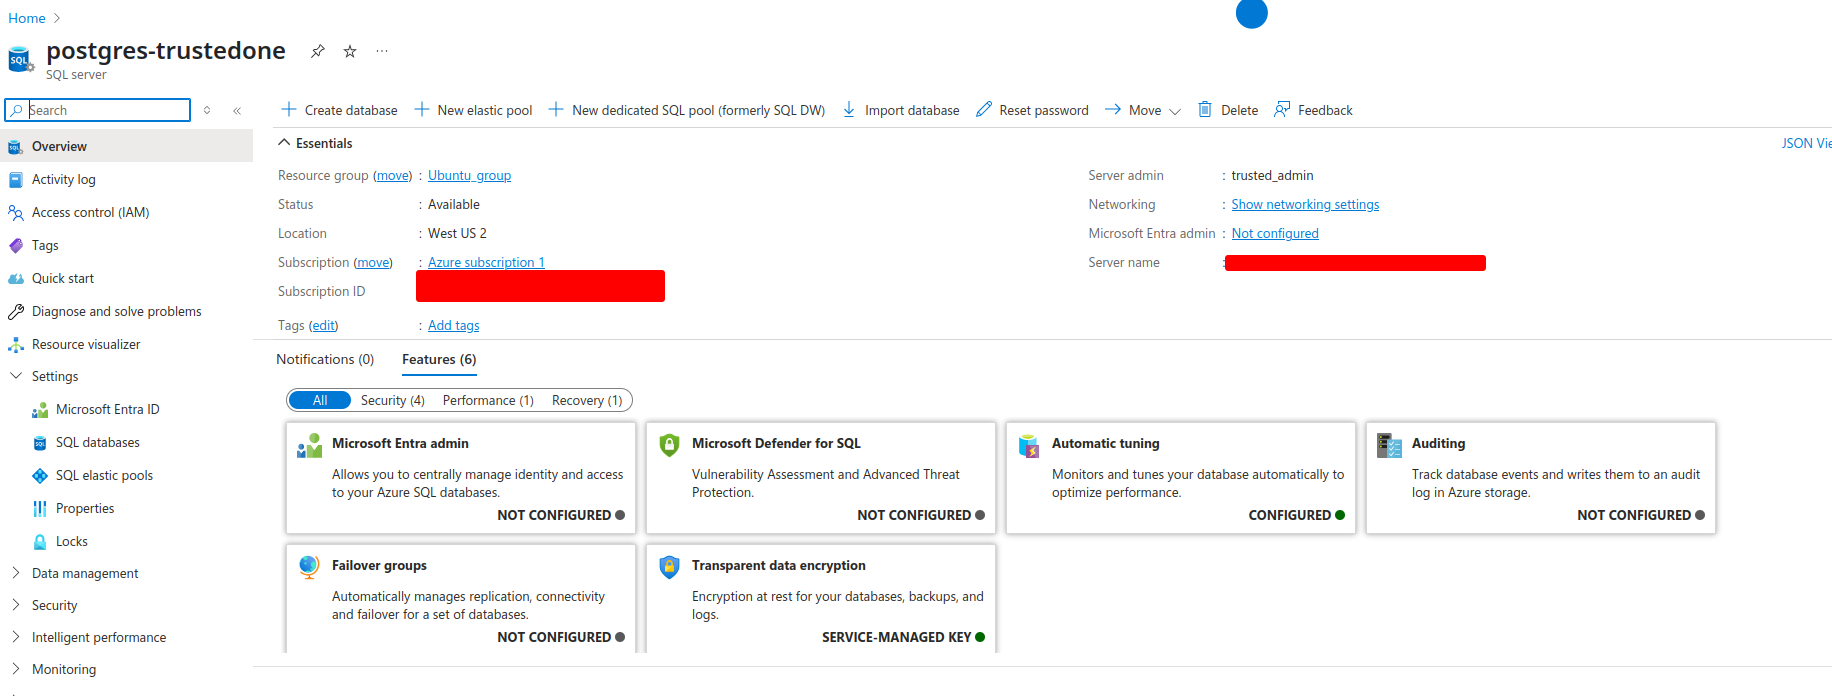 Home
postgres-trustedone
SQL server
Search
Create database New elastic pool New dedicated SQL pool (formerly SQL DW) Import database Reset password Move Delete Feedback
Overview
Activity log
Access control (IAM)
Tags
Quick start
Diagnose and solve problems
Resource visualizer
Settings
Microsoft Entra ID
SQL databases
SQL elastic pools
Properties
Locks
Data management
Security
Intelligent performance
Monitoring
Essentials
JSON Vie
Resource group (move) : Ubuntu_group
Status : Available
Location : West US 2
Subscription (move) : Azure subscription 1
Subscription ID
Tags (edit) : Add tags
Server admin : trusted_admin
Networking : Show networking settings
Microsoft Entra admin : Not configured
Server name :
Notifications (0) Features (6)
All Security (4) Performance (1) Recovery (1)
Microsoft Entra admin
Allows you to centrally manage identity and access
to your Azure SQL databases.
NOT CONFIGURED
Microsoft Defender for SQL
Vulnerability Assessment and Advanced Threat
Protection.
NOT CONFIGURED
Automatic tuning
Monitors and tunes your database automatically to
optimize performance.
CONFIGURED
Auditing
Track database events and writes them to an audit
log in Azure storage.
NOT CONFIGURED
Failover groups
Automatically manages replication, connectivity
and failover for a set of databases.
NOT CONFIGURED
Transparent data encryption
Encryption at rest for your databases, backups, and
logs.
SERVICE-MANAGED KEY